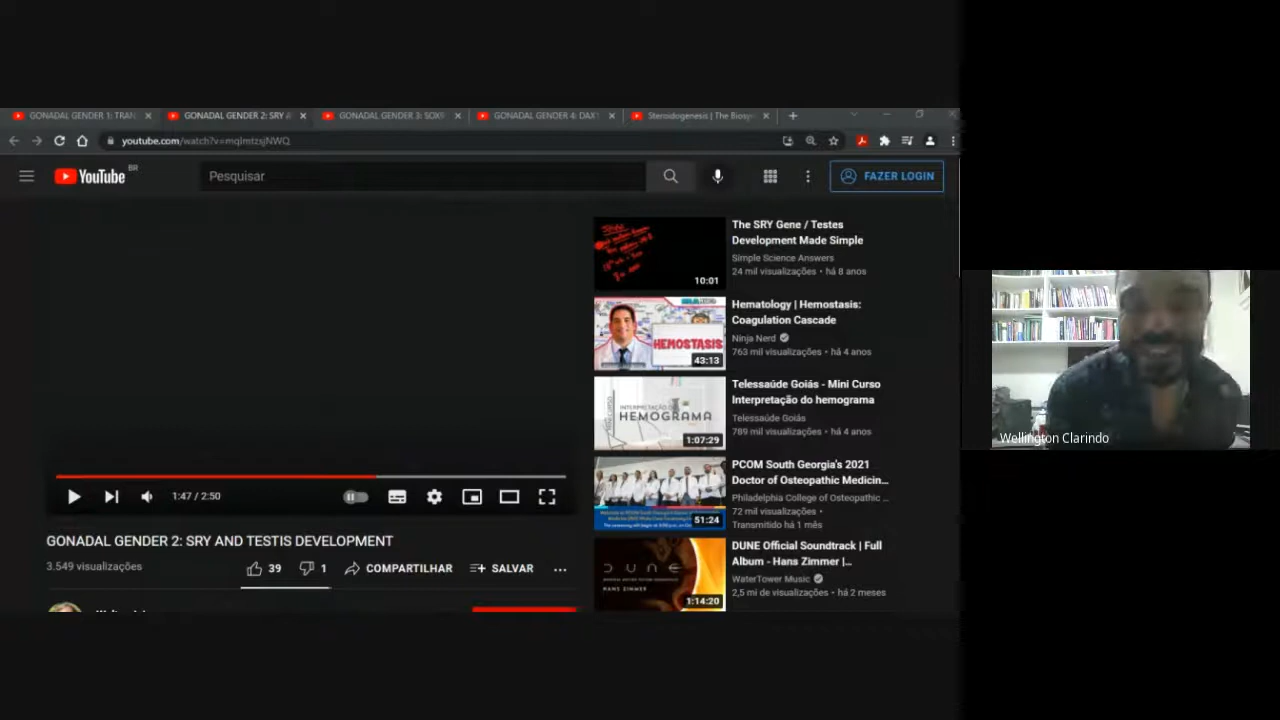 GONADAL GENDER 1: TRAN
GONADAL GENDER 2: SRY &
GONADAL GENDER 3: SOX9
GONADAL GENDER 4: DAX1
Steroidogenesis | The Biosyn
youtube.com/watch?v=mqlmtzsjNWQ
YouTube BR
Pesquisar
FAZER LOGIN
The SRY Gene / Testes
Development Made Simple
Simple Science Answers
24 mil visualizações • há 8 anos
10:01
Hematology | Hemostasis:
Coagulation Cascade
Ninja Nerd
763 mil visualizações • há 4 anos
HEMOSTASIS
43:13
Telessaúde Goiás - Mini Curso
Interpretação do hemograma
Telessaúde Goiás
789 mil visualizações • há 4 anos
HEMOGRAMA
1:07:29
PCOM South Georgia's 2021
Doctor of Osteopathic Medicin...
Philadelphia College of Osteopathic ...
72 mil visualizações •
Transmitido há 1 mês
51:24
DUNE Official Soundtrack | Full
Album - Hans Zimmer |...
WaterTower Music
2,5 mi de visualizações • há 2 meses
DUNE
HANS ZIMMER
1:14:20
1:47 / 2:50
GONADAL GENDER 2: SRY AND TESTIS DEVELOPMENT
3.549 visualizações
39
1
COMPARTILHAR
SALVAR
Wellington Clarindo